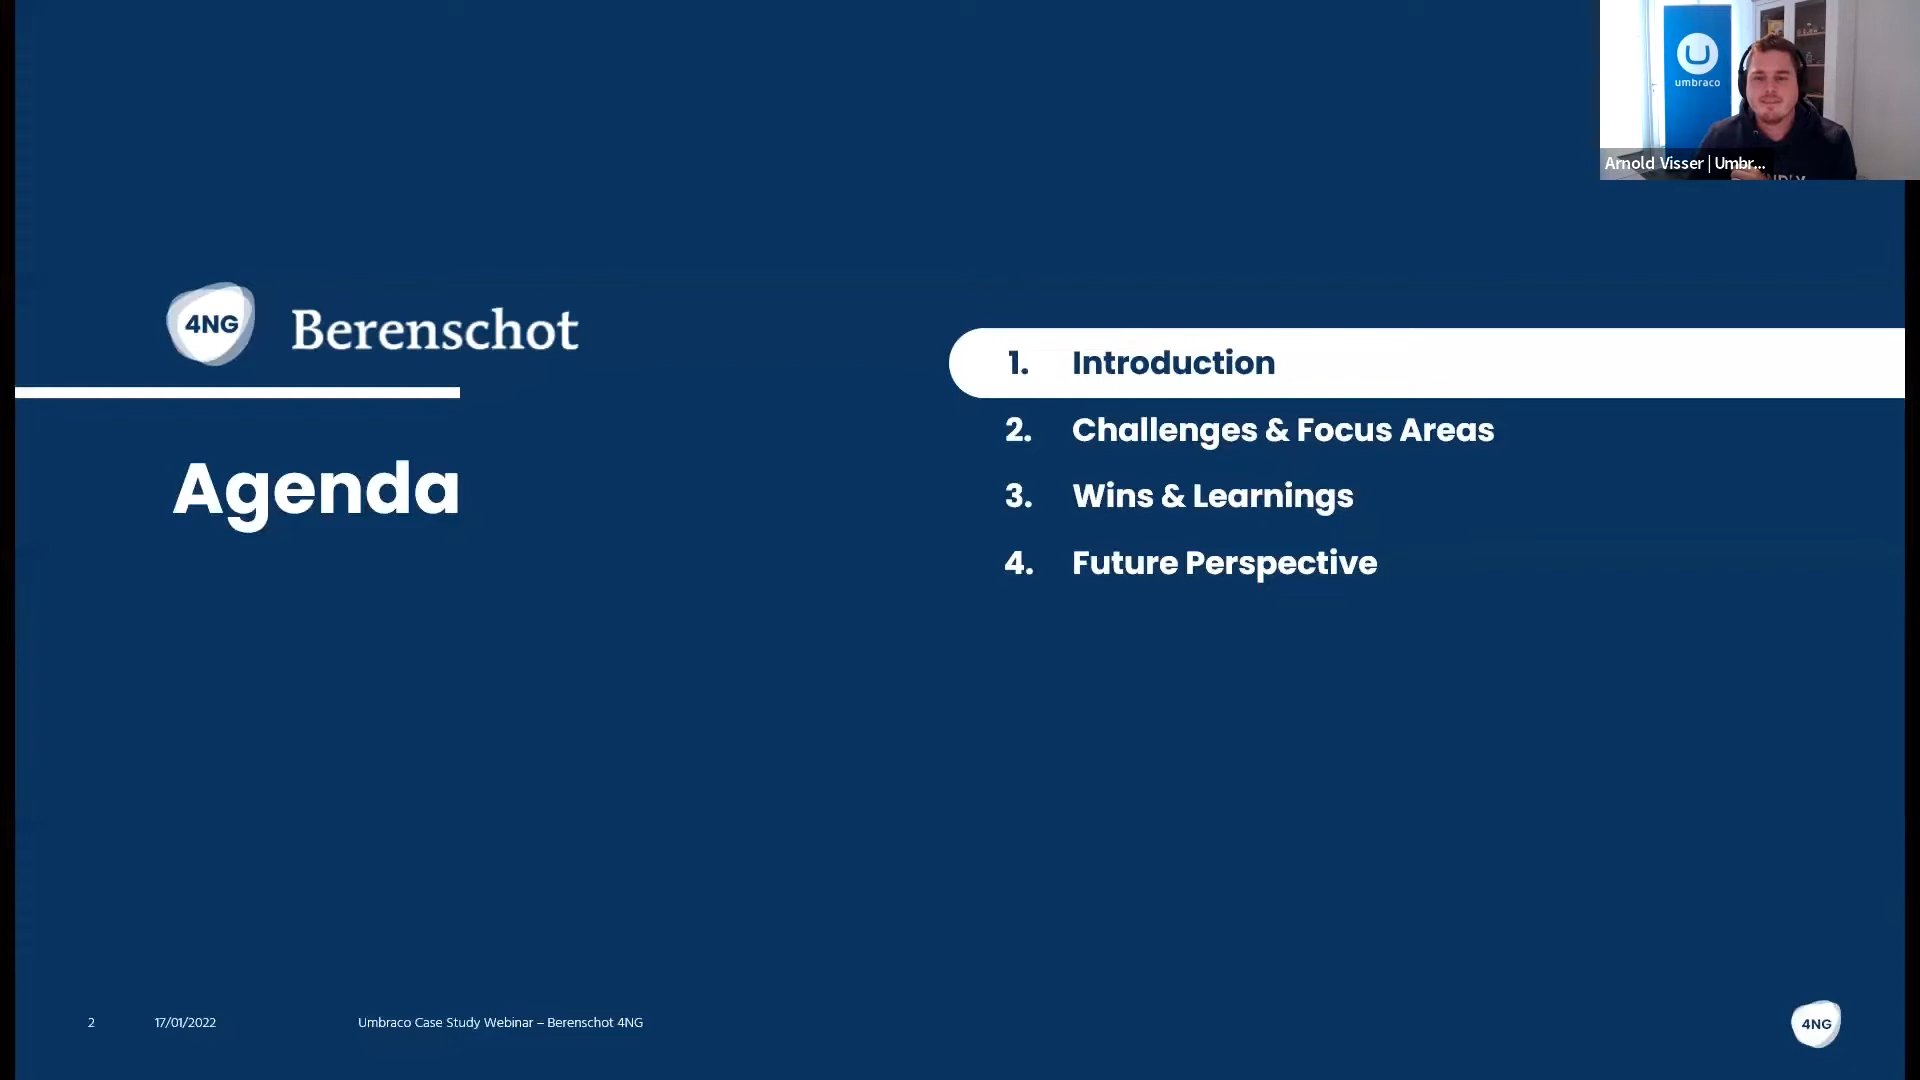 umbraco
Arnold Visser | Umbr...
4NG
Berenschot
Agenda
1. Introduction
2. Challenges & Focus Areas
3. Wins & Learnings
4. Future Perspective
2 17/01/2022 Umbraco Case Study Webinar – Berenschot 4NG
4NG